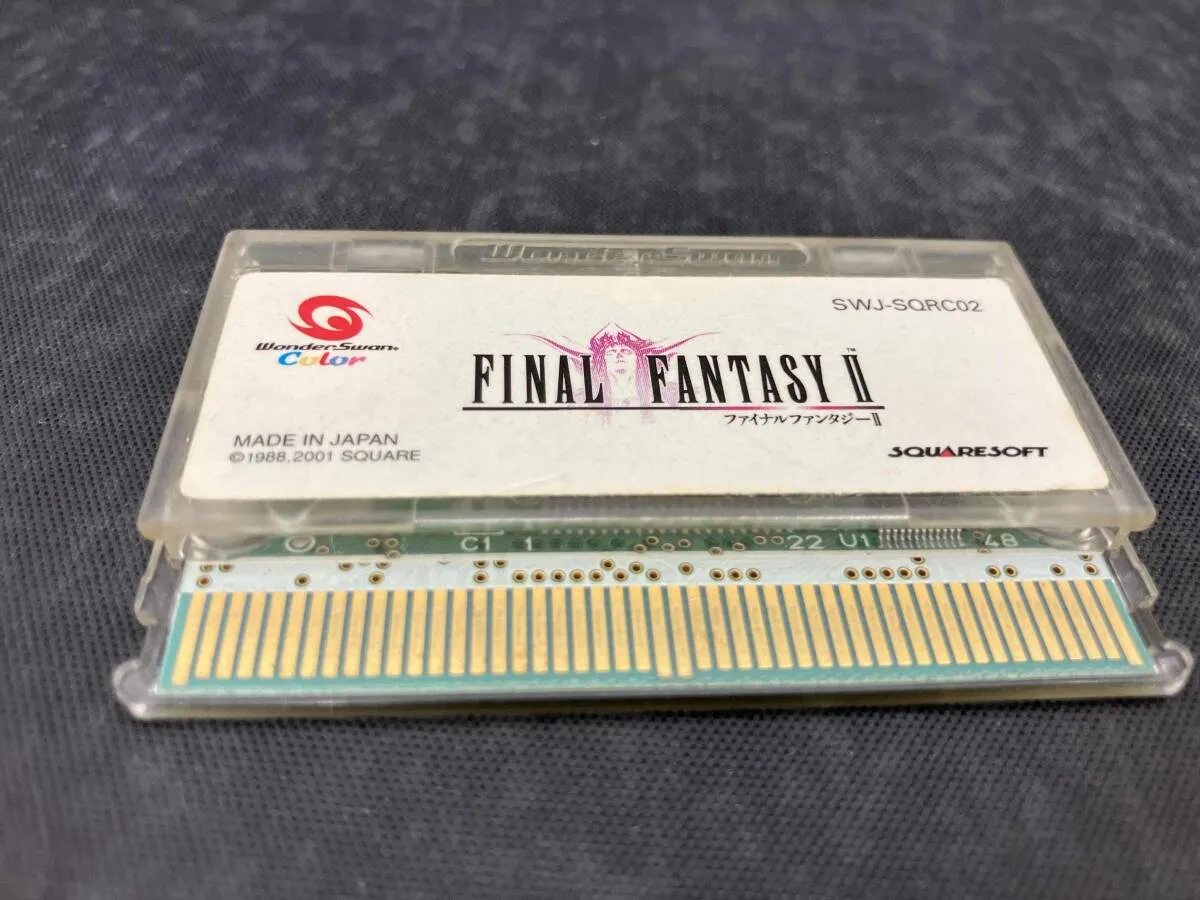 WonderSwan
WonderSwan®
Color
SWJ-SQRC02
FINAL FANTASY II™
ファイナルファンタジーII
MADE IN JAPAN
©1988,2001 SQUARE
SQUARESOFT
C1 1 22 U1 48